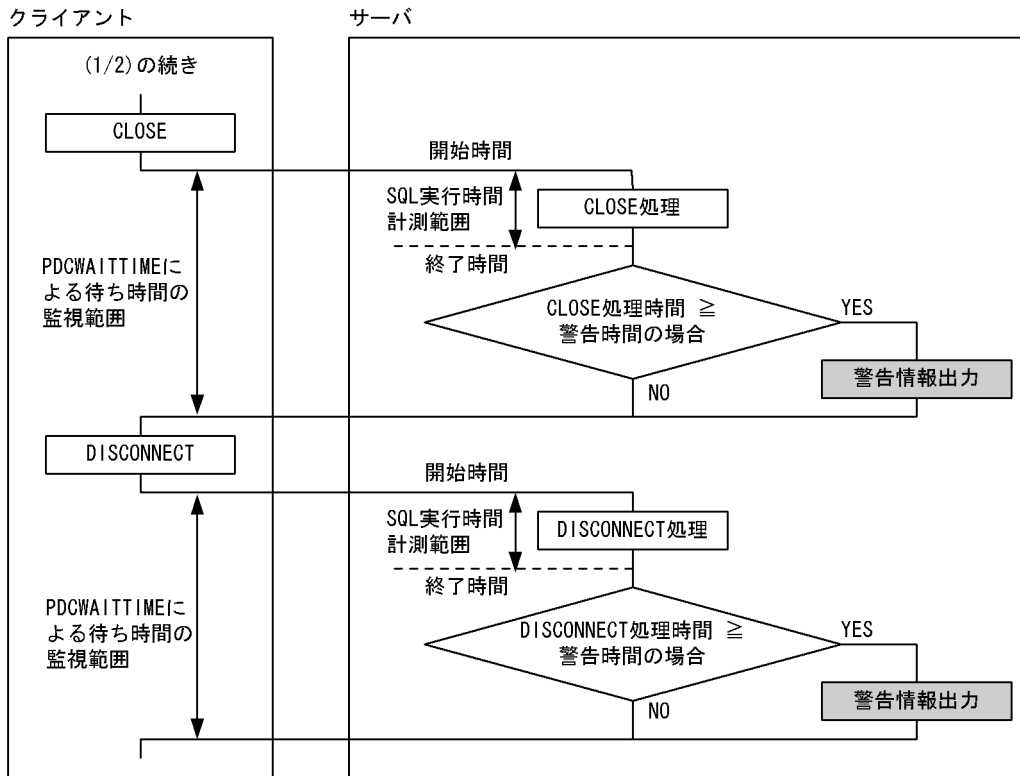 クライアント
サーバ
(1/2)の続き
CLOSE
開始時間
SQL実行時間
計測範囲
CLOSE処理
終了時間
PDCWAITTIMEに
よる待ち時間の
監視範囲
CLOSE処理時間 ≧
警告時間の場合
YES
警告情報出力
NO
DISCONNECT
開始時間
SQL実行時間
計測範囲
DISCONNECT処理
終了時間
PDCWAITTIMEに
よる待ち時間の
監視範囲
DISCONNECT処理時間 ≧
警告時間の場合
YES
警告情報出力
NO